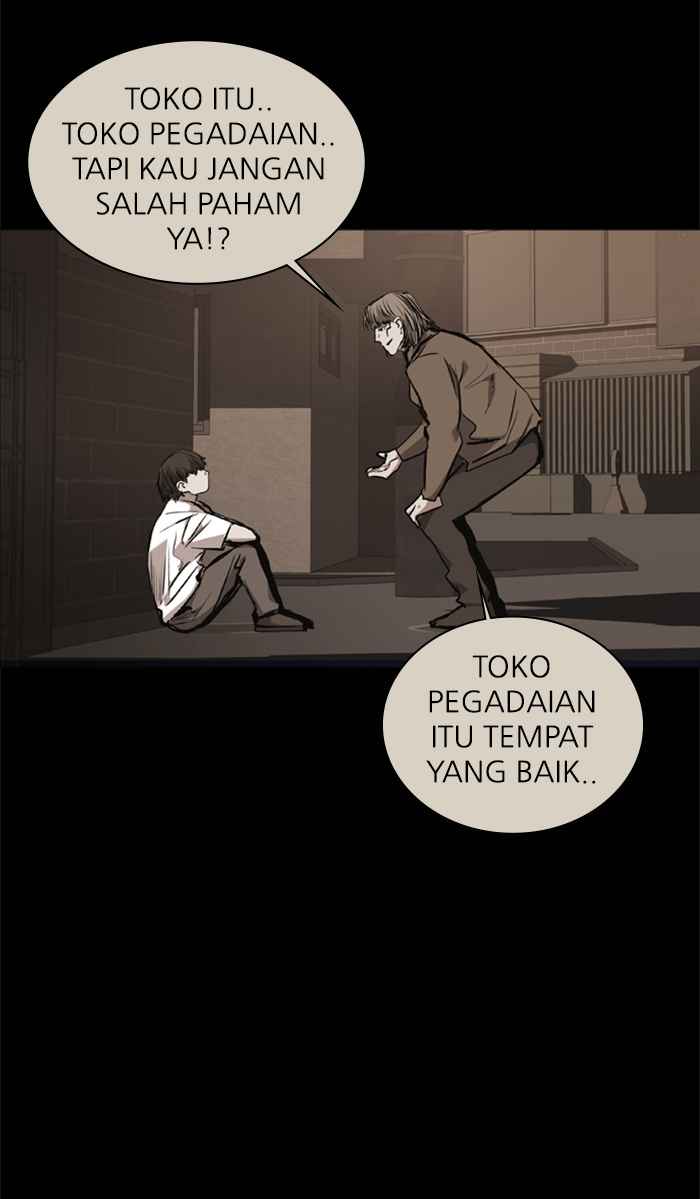 TOKO ITU..
TOKO PEGADAIAN..
TAPI KAU JANGAN
SALAH PAHAM
YA!?
TOKO
PEGADAIAN
ITU TEMPAT
YANG BAIK..